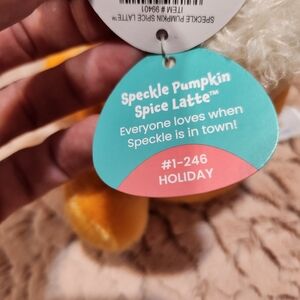 SPECKLE PUMPKIN SPICE LATTE™
ITEM # 99401
Speckle Pumpkin
Spice Latte™
Everyone loves when
Speckle is in town!
#1-246
HOLIDAY